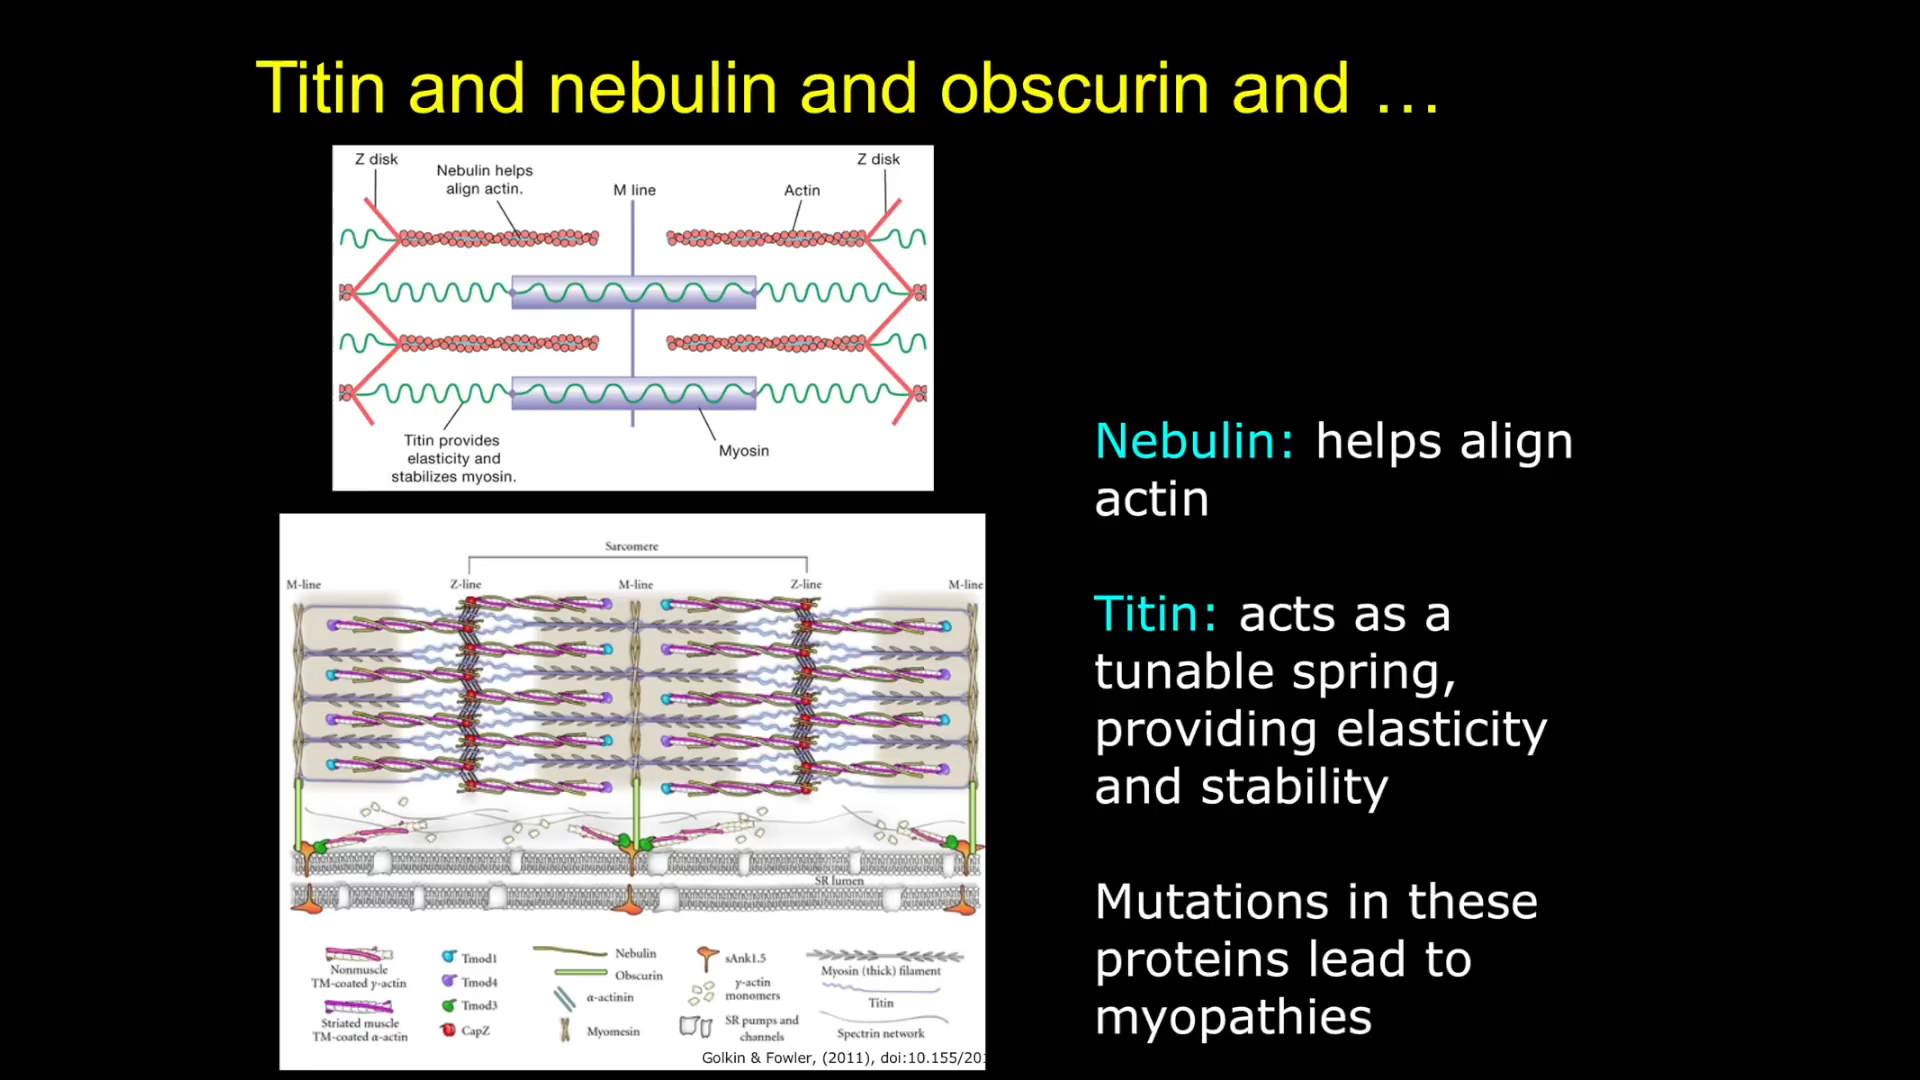 Titin and nebulin and obscurin and …
Z disk
Nebulin helps
align actin.
M line
Actin
Z disk
Titin provides
elasticity and
stabilizes myosin.
Myosin
Nebulin: helps align
actin
Titin: acts as a
tunable spring,
providing elasticity
and stability
Mutations in these
proteins lead to
myopathies
Sarcomere
M-line
Z-line
M-line
Z-line
M-line
SR lumen
Nonmuscle
TM-coated γ-actin
Striated muscle
TM-coated α-actin
Tmod1
Tmod4
Tmod3
CapZ
Nebulin
Obscurin
α-actinin
Myomesin
sAnk1.5
γ-actin
monomers
SR pumps and
channels
Myosin (thick) filament
Titin
Spectrin network
Golkin & Fowler, (2011), doi:10.155/20